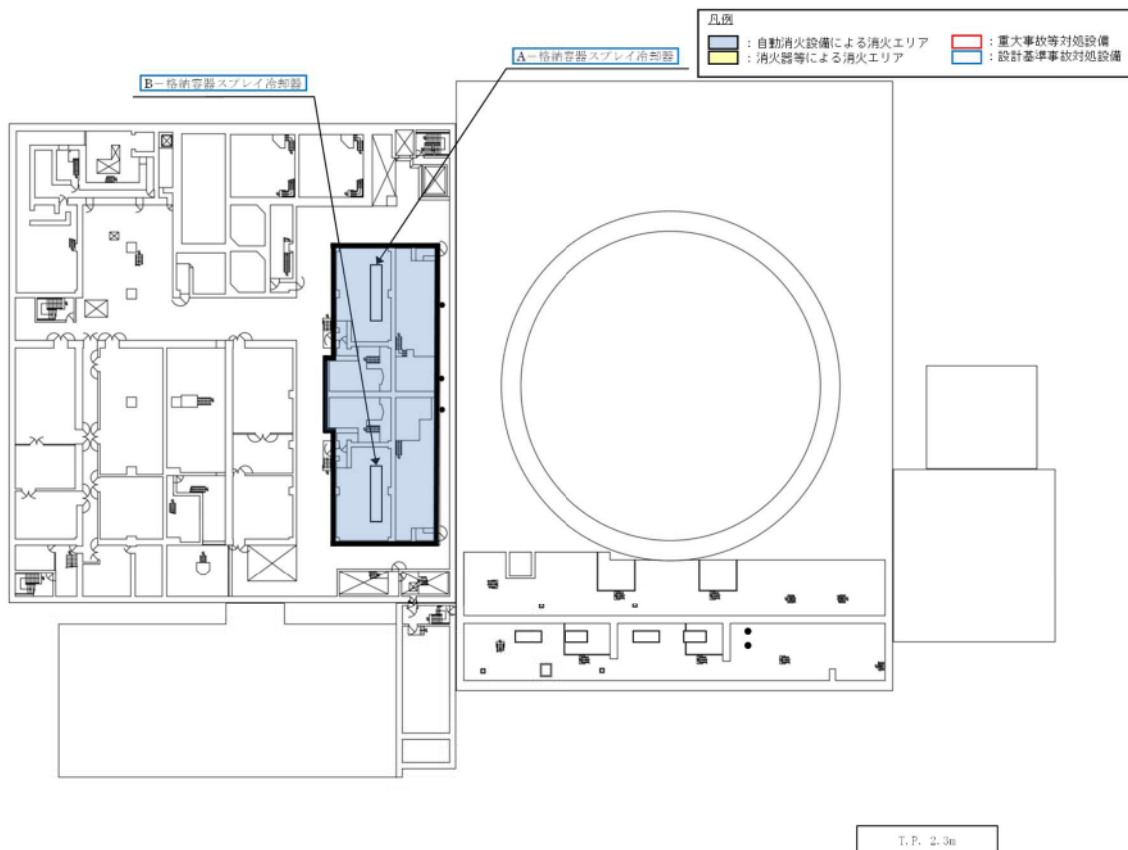 凡例
：自動消火設備による消火エリア
：重大事故等対処設備
：消火器等による消火エリア
：設計基準事故対処設備
A－格納容器スプレイ冷却器
B－格納容器スプレイ冷却器
T.P. 2.3m